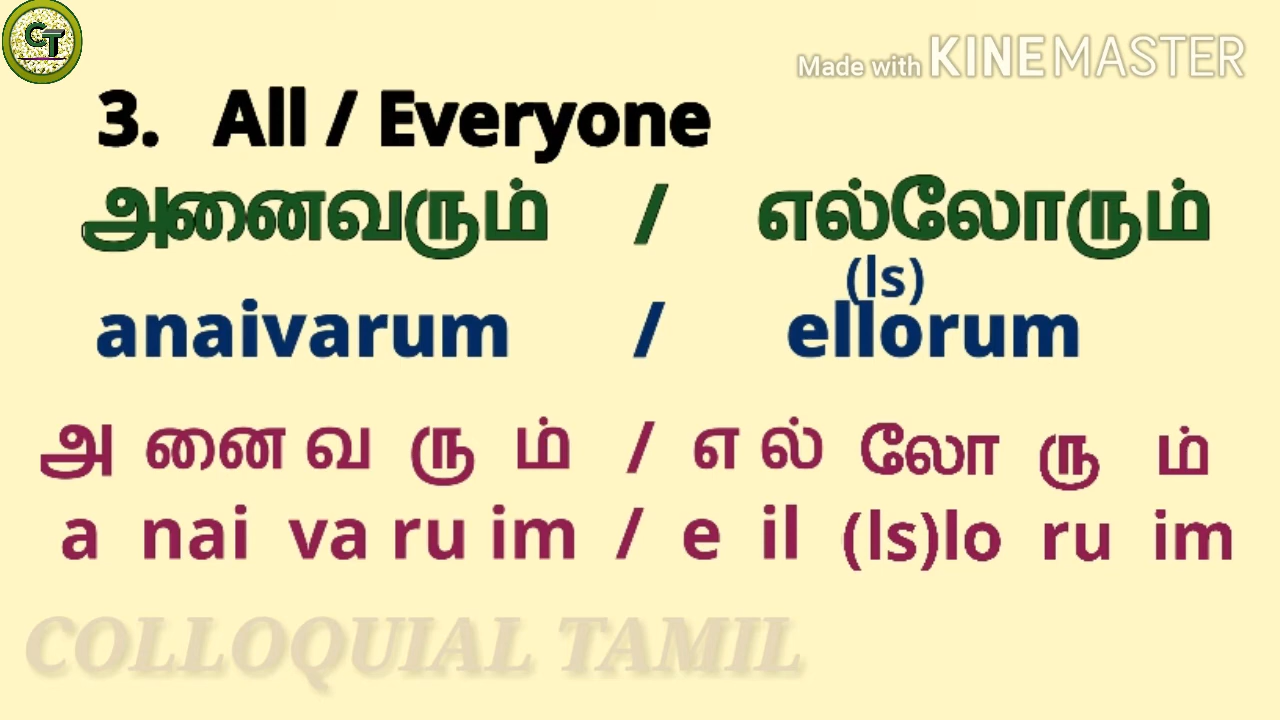 CT
Made with KINEMASTER
3. All / Everyone
அனைவரும் / எல்லோரும்
(ls)
anaivarum / ellorum
அ னை வ ரு ம் / எ ல் லோ ரு ம்
a nai va ru im / e il (ls)lo ru im
COLLOQUIAL TAMIL